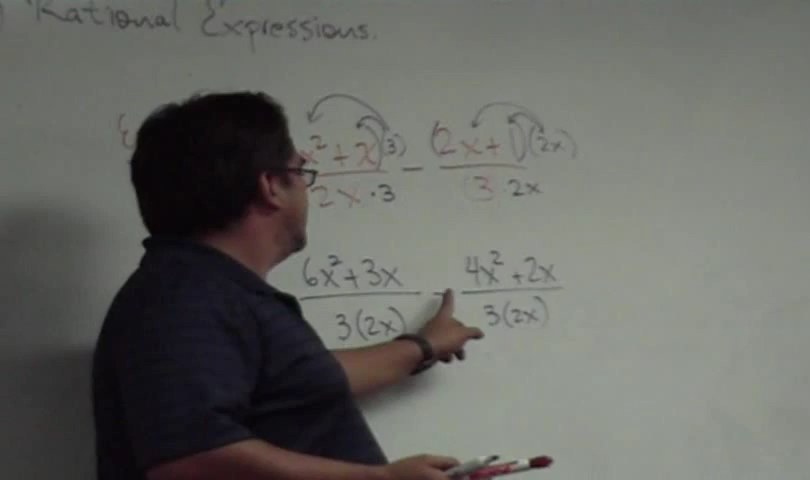 Rational Expressions.
x² + x)(3) − (2x + 1)(2x)
2x · 3 3 · 2x
6x² + 3x − 4x² + 2x
3(2x) 3(2x)